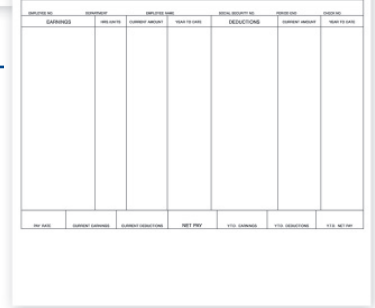 EMPLOYEE NO. DEPARTMENT EMPLOYEE NAME SOCIAL SECURITY NO. PERIOD END CHECK NO.
EARNINGS HRS./UNITS CURRENT AMOUNT YEAR TO DATE DEDUCTIONS CURRENT AMOUNT YEAR TO DATE
PAY RATE CURRENT EARNINGS CURRENT DEDUCTIONS NET PAY Y.T.D. EARNINGS Y.T.D. DEDUCTIONS Y.T.D. NET PAY